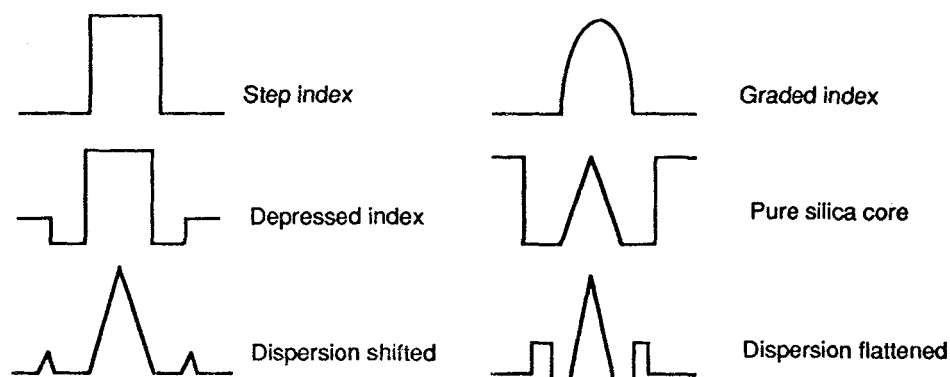 Step index
Graded index
Depressed index
Pure silica core
Dispersion shifted
Dispersion flattened